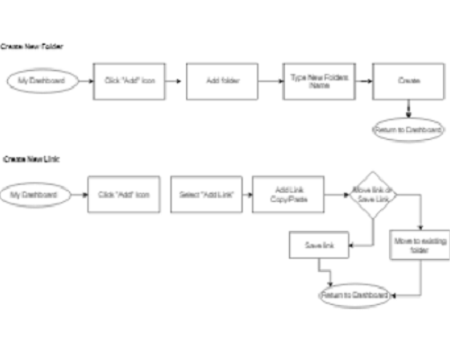 Create New Folder
My Dashboard
Click "Add" Icon
Add folder
Type New Folders
Name
Create
Return to Dashboard
Create New Link
My Dashboard
Click "Add" Icon
Select "Add Link"
Add Link
Copy/Paste
Move link or
Save Link
Save link
Move to existing
folder
Return to Dashboard